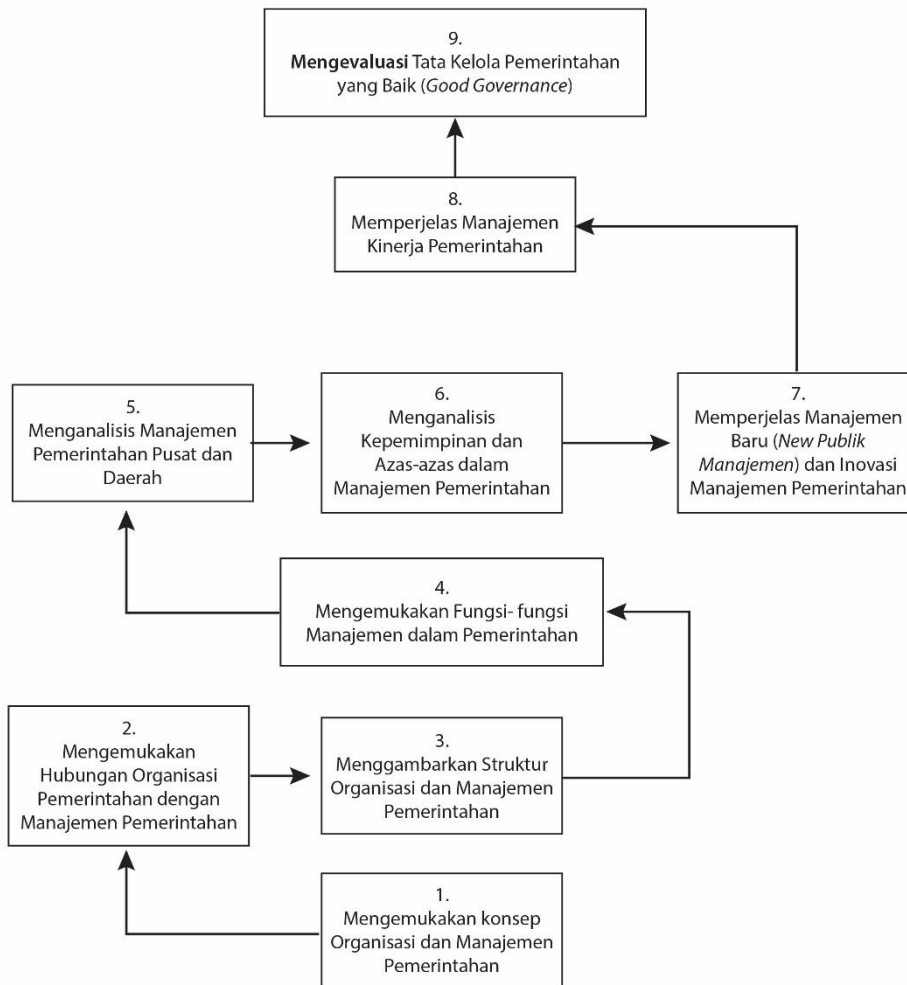 9.
Mengevaluasi Tata Kelola Pemerintahan
yang Baik (Good Governance)
8.
Memperjelas Manajemen
Kinerja Pemerintahan
5.
Menganalisis Manajemen
Pemerintahan Pusat dan
Daerah
6.
Menganalisis
Kepemimpinan dan
Azas-azas dalam
Manajemen Pemerintahan
7.
Memperjelas Manajemen
Baru (New Publik
Manajemen) dan Inovasi
Manajemen Pemerintahan
4.
Mengemukakan Fungsi- fungsi
Manajemen dalam Pemerintahan
2.
Mengemukakan
Hubungan Organisasi
Pemerintahan dengan
Manajemen Pemerintahan
3.
Menggambarkan Struktur
Organisasi dan Manajemen
Pemerintahan
1.
Mengemukakan konsep
Organisasi dan Manajemen
Pemerintahan